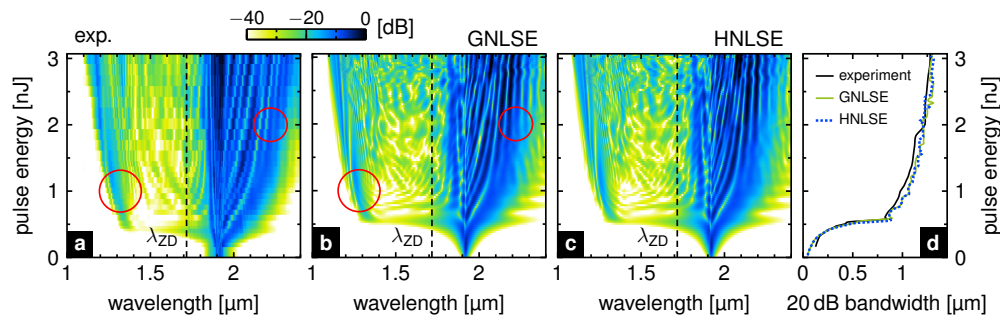 exp.
−40 −20 0 [dB]
GNLSE
HNLSE
pulse energy [nJ]
3
2
1
0
λZD
a
1 1.5 2
wavelength [µm]
λZD
b
1 1.5 2
wavelength [µm]
λZD
c
1 1.5 2
wavelength [µm]
experiment
GNLSE
HNLSE
d
0 0.5 1
20 dB bandwidth [µm]
3
2
1
0
pulse energy [nJ]